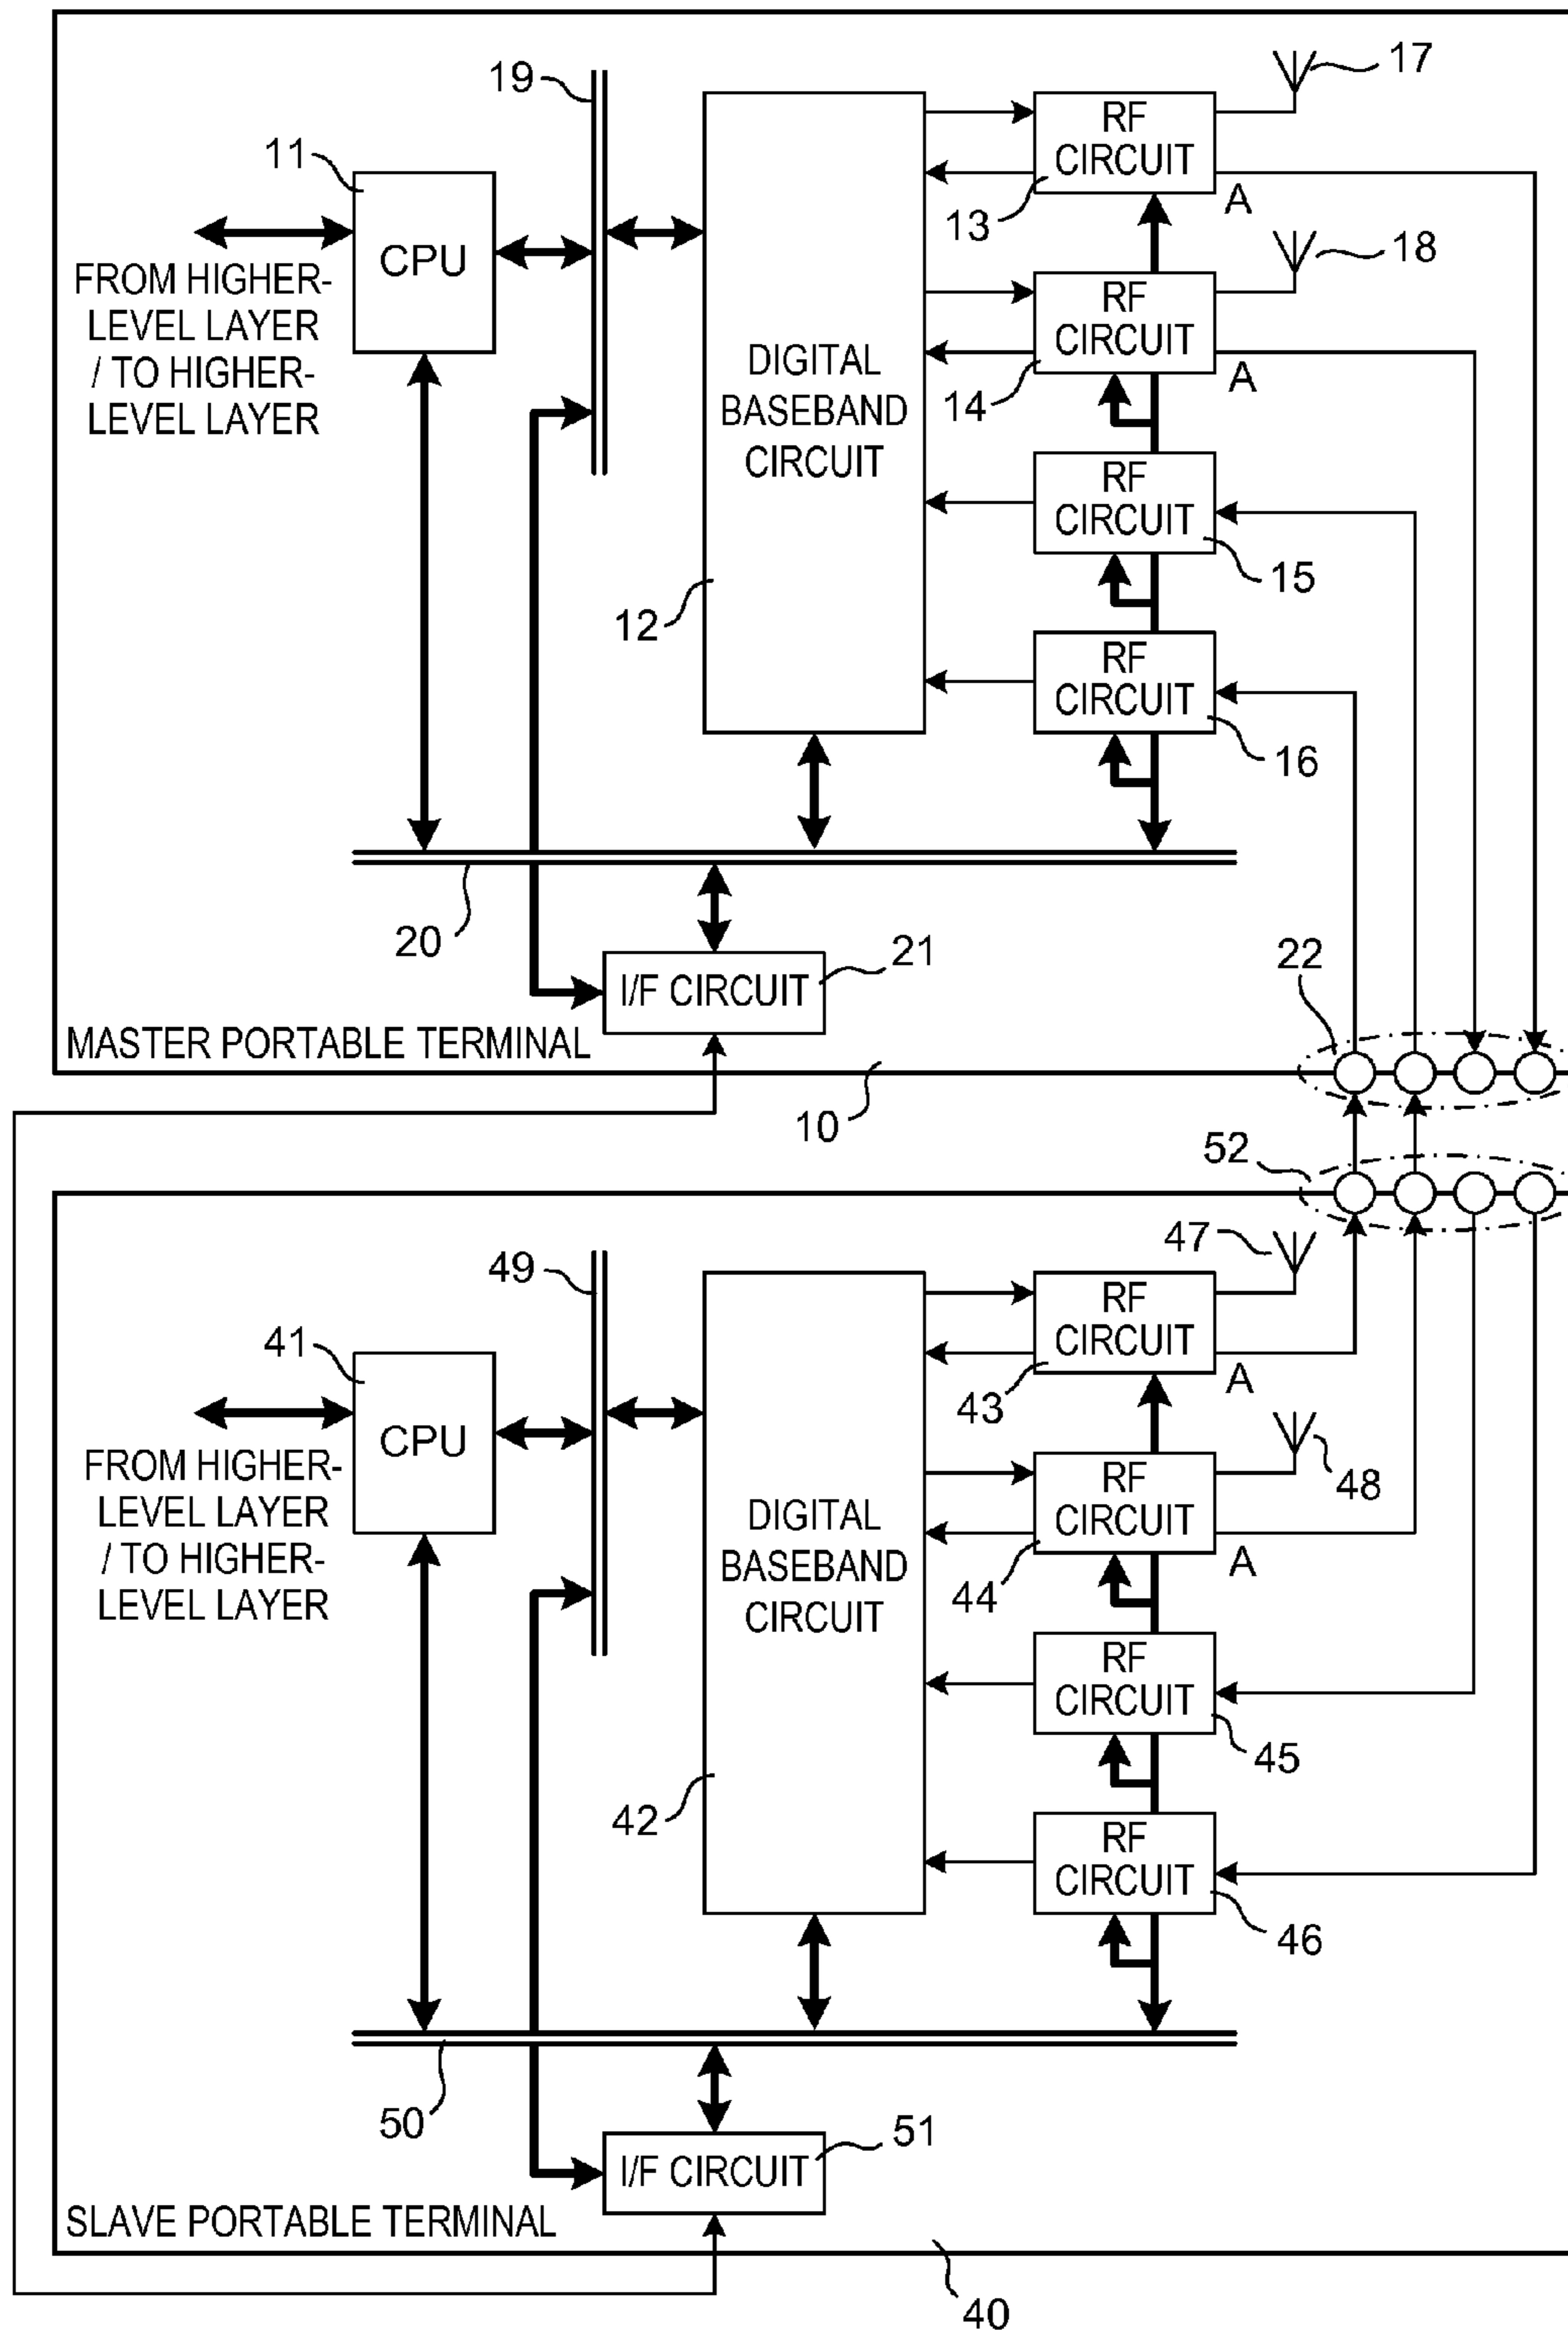 17
19
RF
CIRCUIT
11
A
13
18
CPU
RF
CIRCUIT
FROM HIGHER-
LEVEL LAYER
/ TO HIGHER-
LEVEL LAYER
DIGITAL
BASEBAND
CIRCUIT
A
14
RF
CIRCUIT
15
12
RF
CIRCUIT
16
20
21
22
I/F CIRCUIT
MASTER PORTABLE TERMINAL
10
52
47
49
RF
CIRCUIT
41
A
43
CPU
48
RF
CIRCUIT
FROM HIGHER-
LEVEL LAYER
/ TO HIGHER-
LEVEL LAYER
DIGITAL
BASEBAND
CIRCUIT
A
44
RF
CIRCUIT
45
42
RF
CIRCUIT
46
50
51
I/F CIRCUIT
SLAVE PORTABLE TERMINAL
40